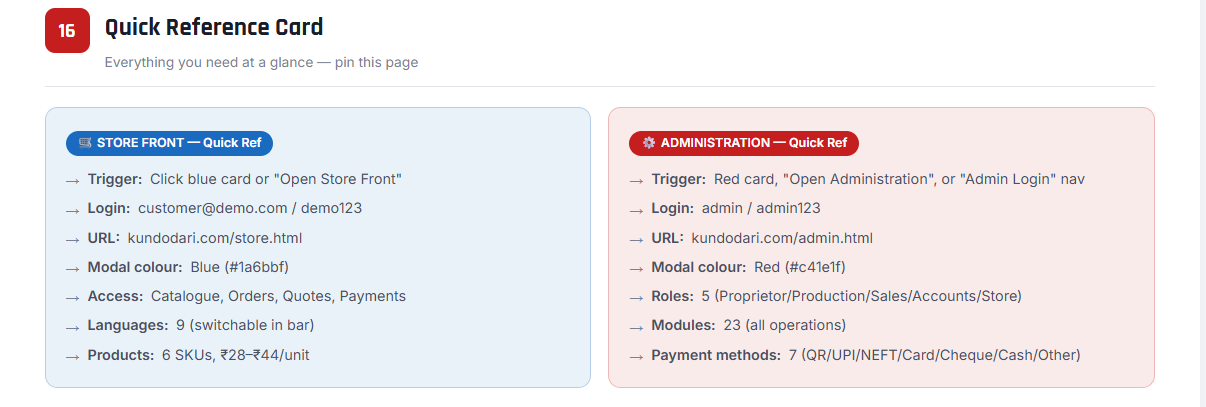 16
Quick Reference Card
Everything you need at a glance — pin this page
STORE FRONT — Quick Ref
→ Trigger: Click blue card or "Open Store Front"
→ Login: customer@demo.com / demo123
→ URL: kundodari.com/store.html
→ Modal colour: Blue (#1a6bbf)
→ Access: Catalogue, Orders, Quotes, Payments
→ Languages: 9 (switchable in bar)
→ Products: 6 SKUs, ₹28–₹44/unit
ADMINISTRATION — Quick Ref
→ Trigger: Red card, "Open Administration", or "Admin Login" nav
→ Login: admin / admin123
→ URL: kundodari.com/admin.html
→ Modal colour: Red (#c41e1f)
→ Roles: 5 (Proprietor/Production/Sales/Accounts/Store)
→ Modules: 23 (all operations)
→ Payment methods: 7 (QR/UPI/NEFT/Card/Cheque/Cash/Other)